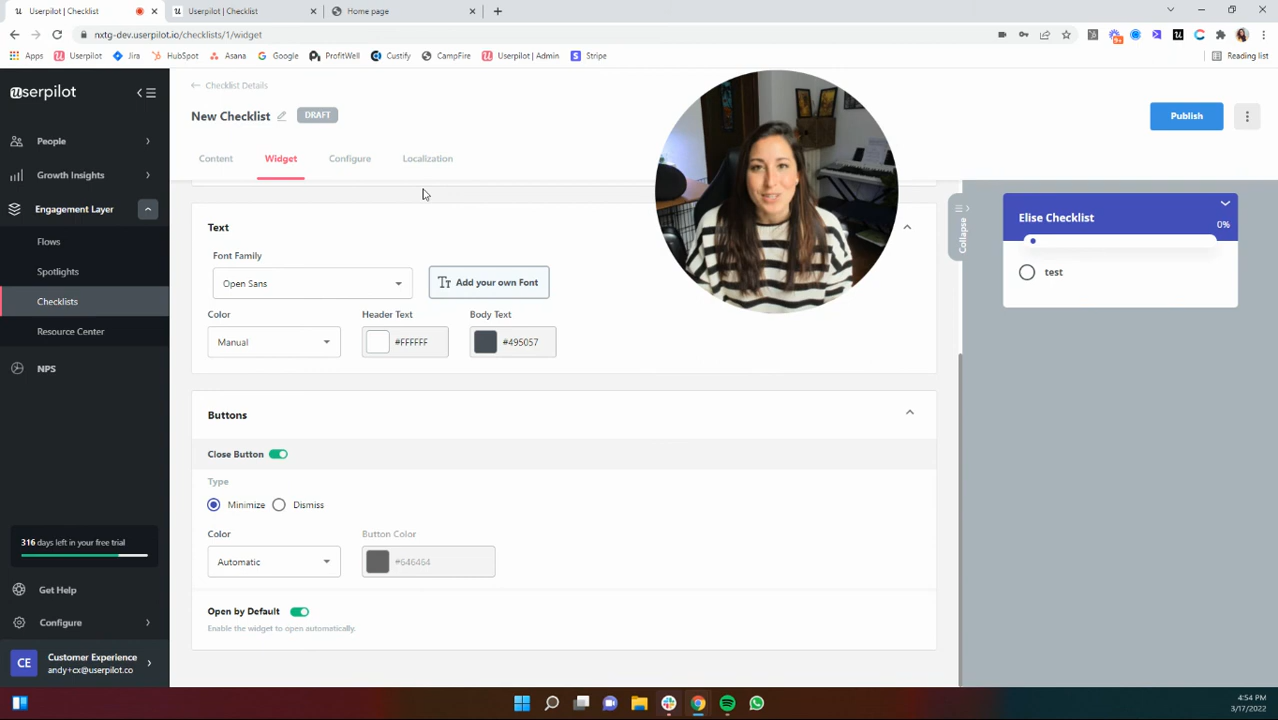 Userpilot | Checklist
Userpilot | Checklist
Home page
nxtg-dev.userpilot.io/checklists/1/widget
Apps
Userpilot
Jira
HubSpot
Asana
Google
ProfitWell
Custify
CampFire
Userpilot | Admin
Stripe
Reading list
userpilot
People
Growth Insights
Engagement Layer
Flows
Spotlights
Checklists
Resource Center
NPS
316 days left in your free trial
Get Help
Configure
CE
Customer Experience
andy+cx@userpilot.co
Checklist Details
New Checklist
DRAFT
Publish
Content
Widget
Configure
Localization
Text
Font Family
Open Sans
Add your own Font
Color
Header Text
Body Text
Manual
#FFFFFF
#495057
Buttons
Close Button
Type
Minimize
Dismiss
Color
Button Color
Automatic
#646464
Open by Default
Enable the widget to open automatically.
Collapse
Elise Checklist
0%
test
4:54 PM
3/17/2022